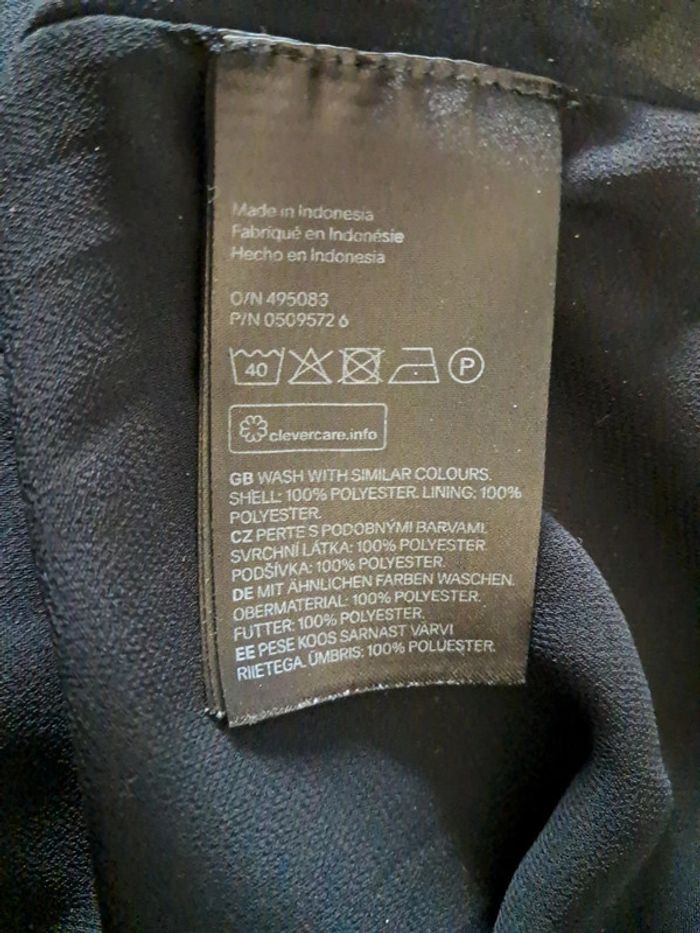 Made in Indonesia
Fabriqué en Indonésie
Hecho en Indonesia
O/N 495083
P/N 0509572 6
40 P
clevercare.info
GB WASH WITH SIMILAR COLOURS.
SHELL: 100% POLYESTER. LINING: 100%
POLYESTER.
CZ PERTE S PODOBNÝMI BARVAMI.
SVRCHNÍ LÁTKA: 100% POLYESTER.
PODŠÍVKA: 100% POLYESTER.
DE MIT ÄHNLICHEN FARBEN WASCHEN.
OBERMATERIAL: 100% POLYESTER.
FUTTER: 100% POLYESTER.
EE PESE KOOS SARNAST VÄRVI
RIIETEGA. ÜMBRIS: 100% POLUESTER.